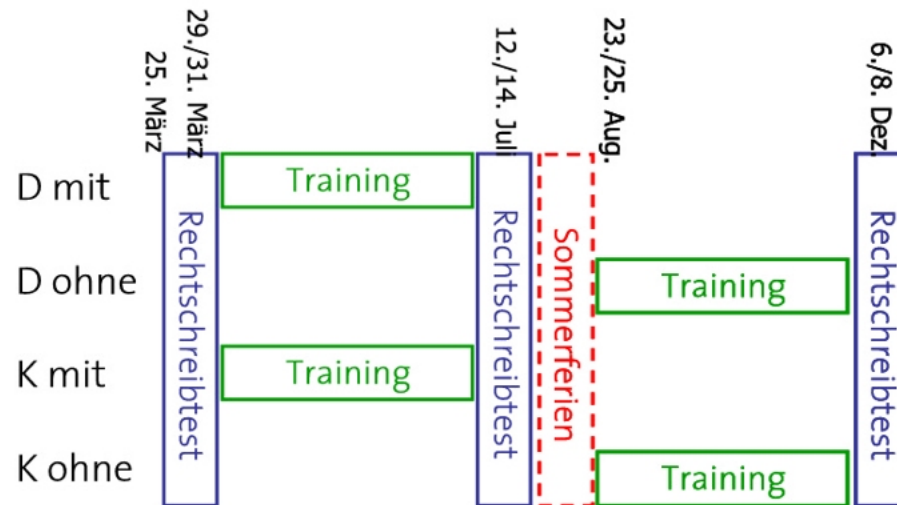 25. März
29./31. März
12./14. Juli
23./25. Aug.
6./8. Dez.
D mit
Training
D ohne
Training
K mit
Training
K ohne
Training
Rechtschreibtest
Rechtschreibtest
Sommerferien
Rechtschreibtest